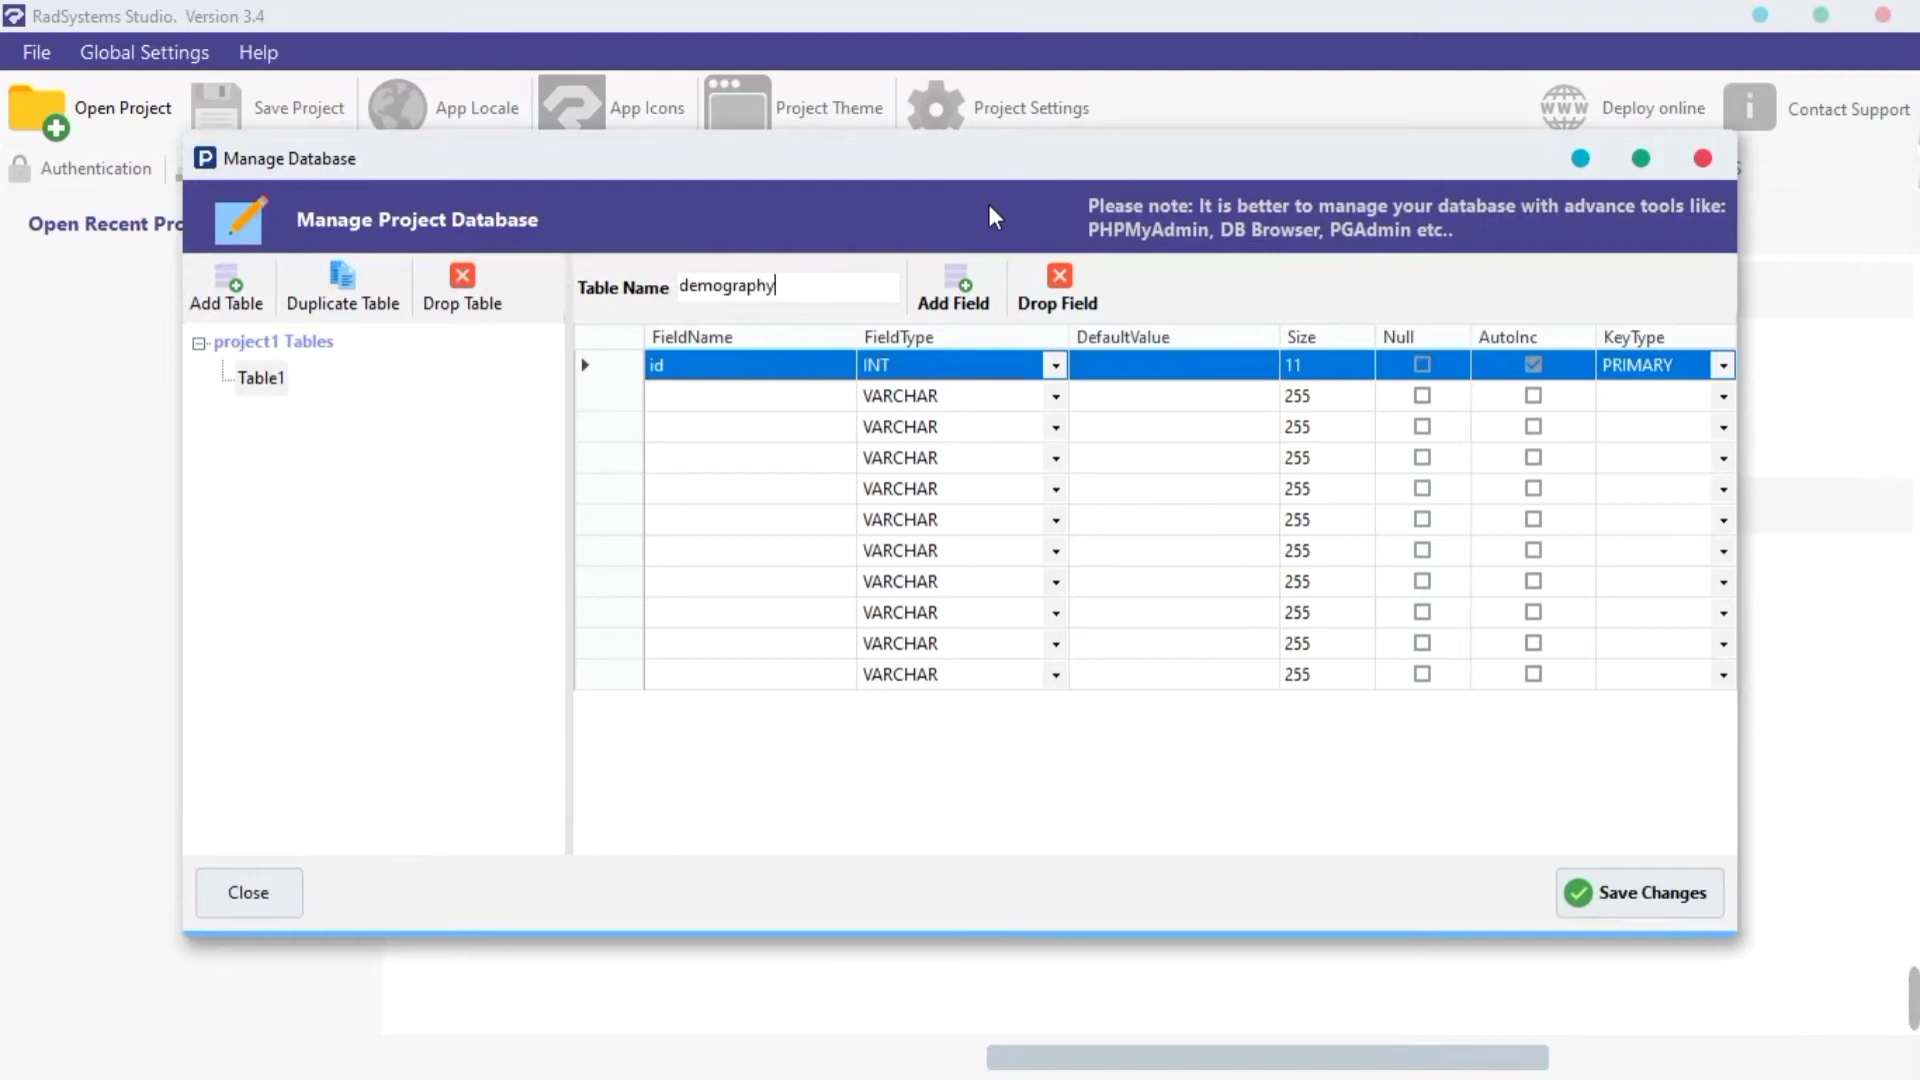 RadSystems Studio. Version 3.4
File Global Settings Help
Open Project Save Project App Locale App Icons Project Theme Project Settings WWW Deploy online i Contact Support
Authentication
P Manage Database
Open Recent Pro
Manage Project Database
Please note: It is better to manage your database with advance tools like:
PHPMyAdmin, DB Browser, PGAdmin etc..
Add Table Duplicate Table Drop Table
Table Name demography Add Field Drop Field
project1 Tables
Table1
FieldName FieldType DefaultValue Size Null AutoInc KeyType
id INT 11 PRIMARY
VARCHAR 255
VARCHAR 255
VARCHAR 255
VARCHAR 255
VARCHAR 255
VARCHAR 255
VARCHAR 255
VARCHAR 255
VARCHAR 255
VARCHAR 255
Close Save Changes